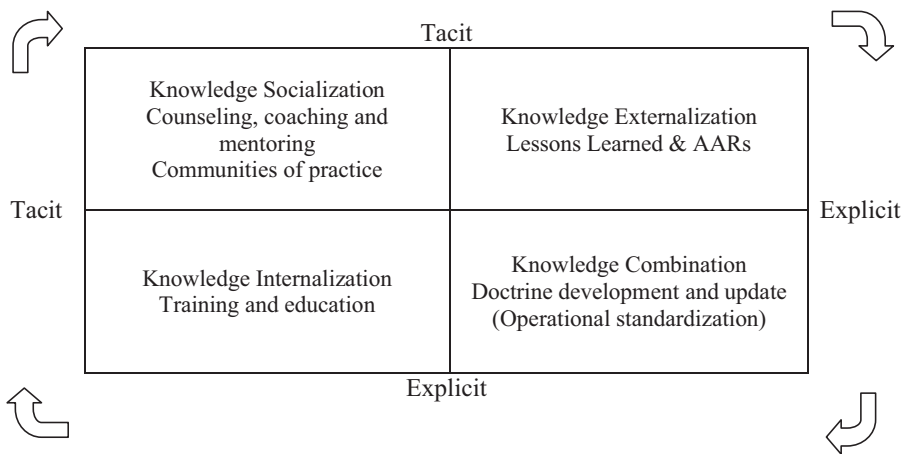 Tacit
Knowledge Socialization
Counseling, coaching and
mentoring
Communities of practice
Knowledge Externalization
Lessons Learned & AARs
Tacit
Explicit
Knowledge Internalization
Training and education
Knowledge Combination
Doctrine development and update
(Operational standardization)
Explicit